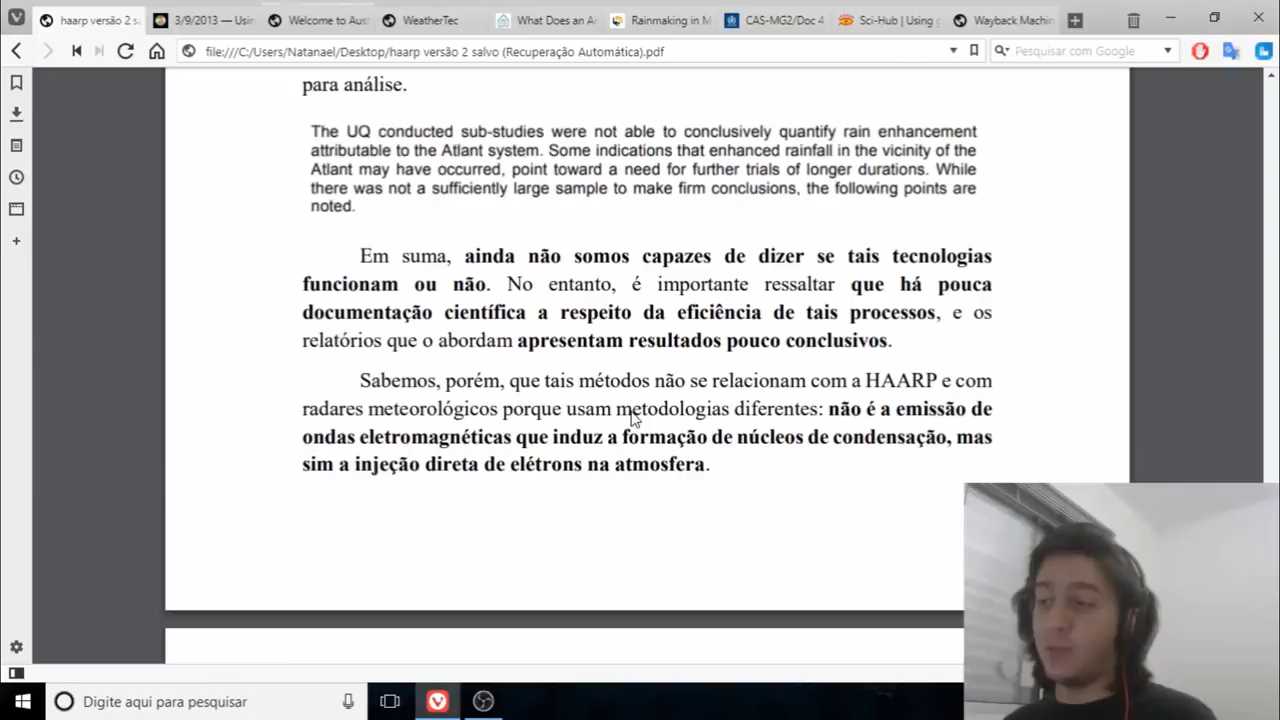 haarp versão 2 sa
3/9/2013 — Usin
Welcome to Aust
WeatherTec
What Does an A
Rainmaking in M
CAS-MG2/Doc 4
Sci-Hub | Using g
Wayback Machin
file:///C:/Users/Natanael/Desktop/haarp versão 2 salvo (Recuperação Automática).pdf
Pesquisar com Google
para análise.
The UQ conducted sub-studies were not able to conclusively quantify rain enhancement
attributable to the Atlant system. Some indications that enhanced rainfall in the vicinity of the
Atlant may have occurred, point toward a need for further trials of longer durations. While
there was not a sufficiently large sample to make firm conclusions, the following points are
noted.
Em suma, ainda não somos capazes de dizer se tais tecnologias
funcionam ou não. No entanto, é importante ressaltar que há pouca
documentação científica a respeito da eficiência de tais processos, e os
relatórios que o abordam apresentam resultados pouco conclusivos.
Sabemos, porém, que tais métodos não se relacionam com a HAARP e com
radares meteorológicos porque usam metodologias diferentes: não é a emissão de
ondas eletromagnéticas que induz a formação de núcleos de condensação, mas
sim a injeção direta de elétrons na atmosfera.
Digite aqui para pesquisar